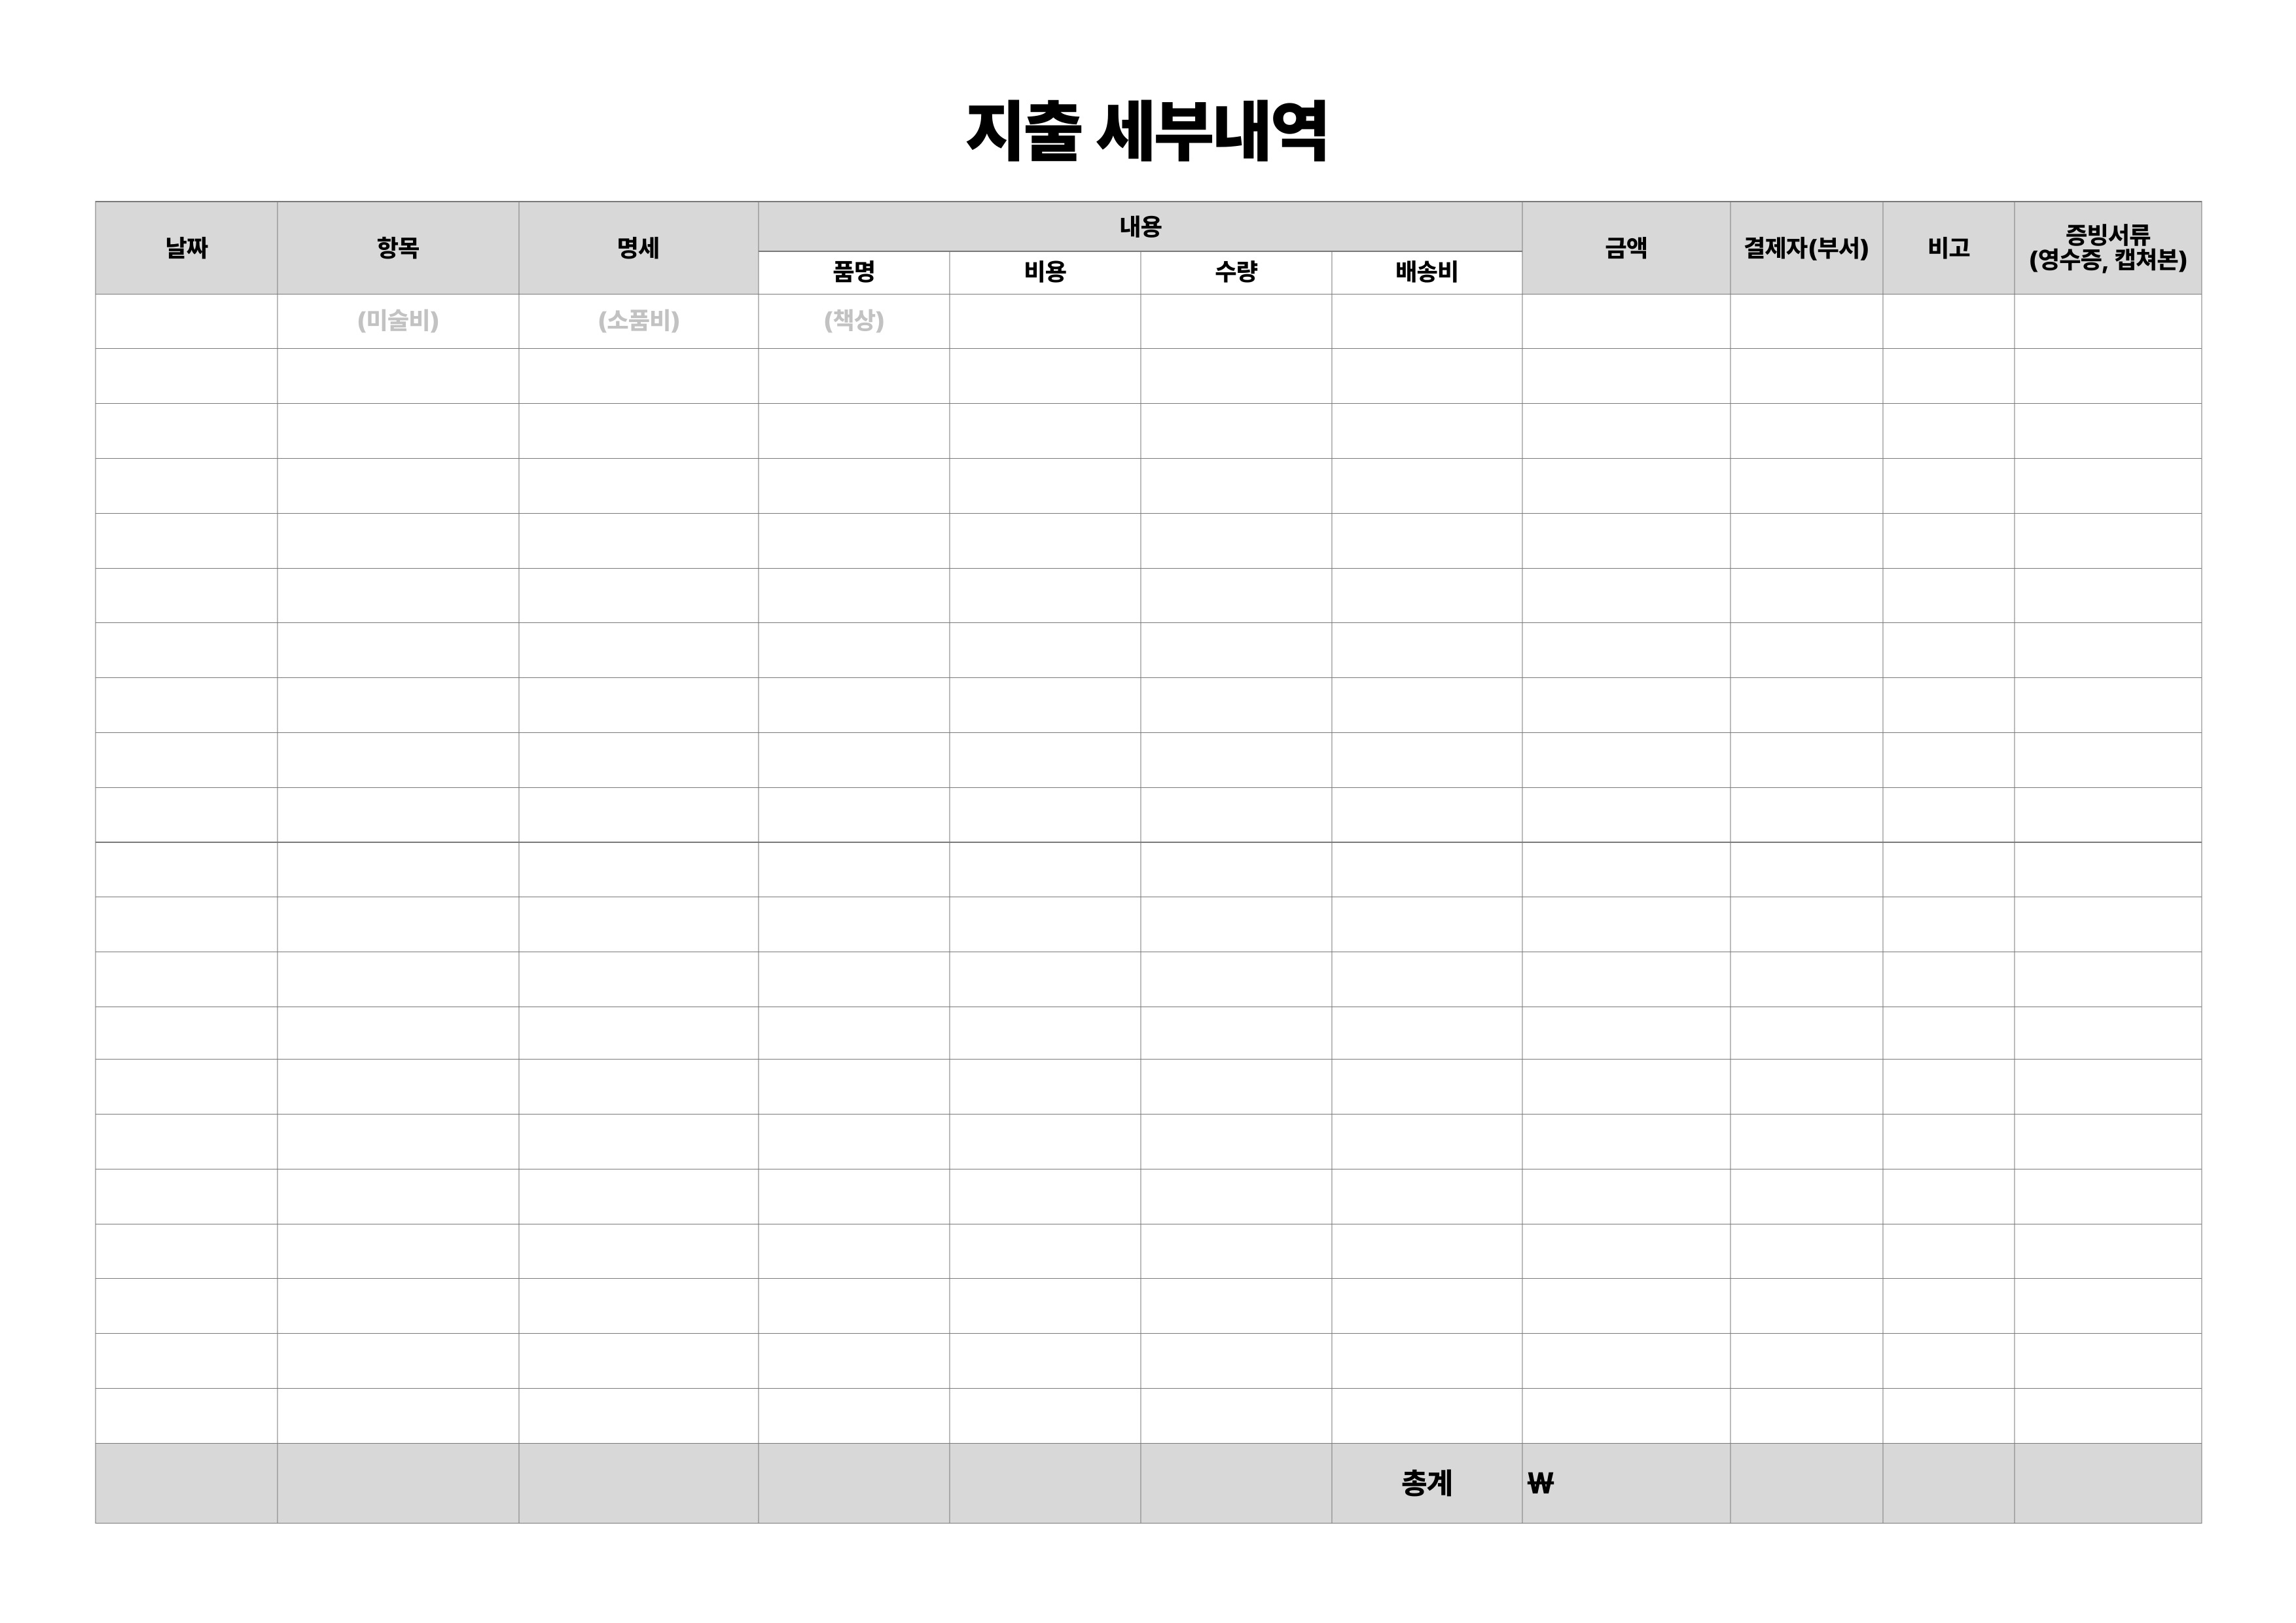 지출 세부내역
날짜 항목 명세 내용 금액 결제자(부서) 비고 증빙서류
(영수증, 캡쳐본)
품명 비용 수량 배송비
(미술비) (소품비) (책상)
총계 ₩